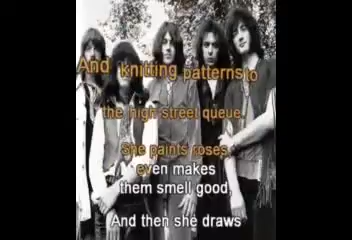 And knitting patterns to
the high-street queue.
She paints roses
even makes
them smell good,
And then she draws